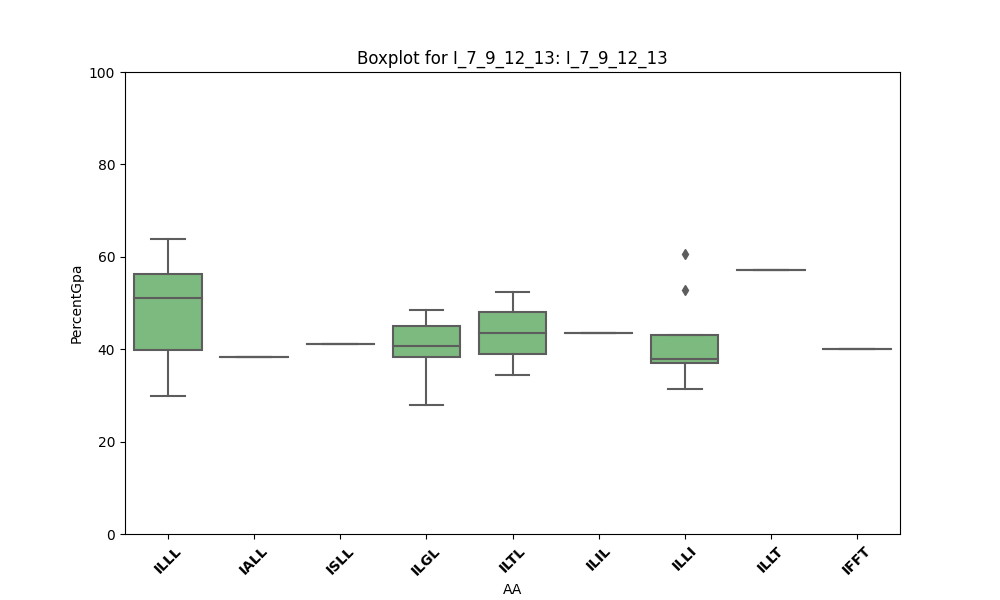 Boxplot for I_7_9_12_13: I_7_9_12_13
100
80
60
40
20
0
PercentGpa
ILLL
IALL
ISLL
ILGL
ILTL
ILIL
ILLI
ILLT
IFFT
AA